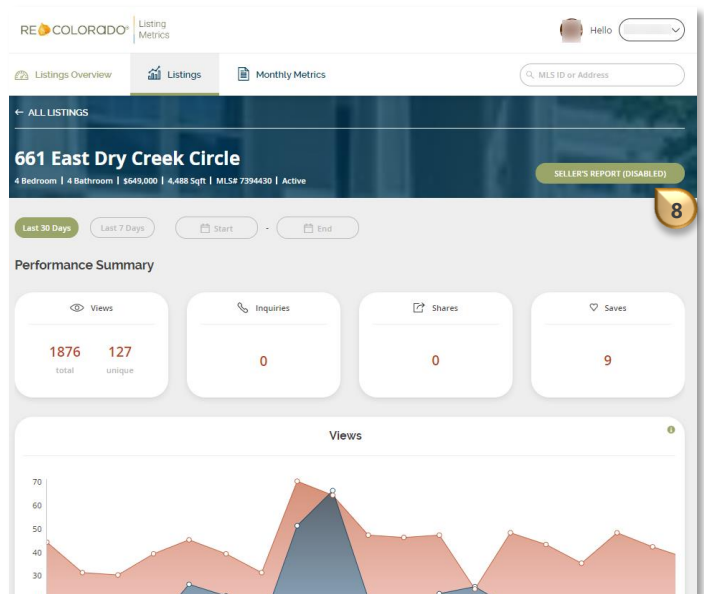 RECOLORADO® Listing Metrics
Hello
Listings Overview Listings Monthly Metrics MLS ID or Address
← ALL LISTINGS
661 East Dry Creek Circle
4 Bedroom | 4 Bathroom | $649,000 | 4,488 Sqft | MLS# 7394430 | Active
SELLER'S REPORT (DISABLED)
8
Last 30 Days Last 7 Days Start - End
Performance Summary
Views Inquiries Shares Saves
1876 127 0 0 9
total unique
Views
70
60
50
40
30